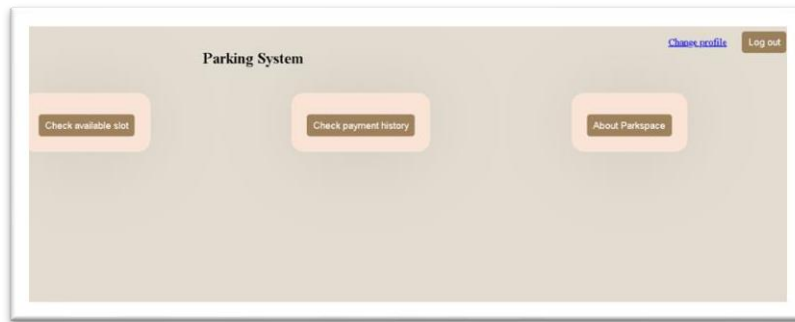 Change profile
Log out
Parking System
Check available slot
Check payment history
About Parkspace